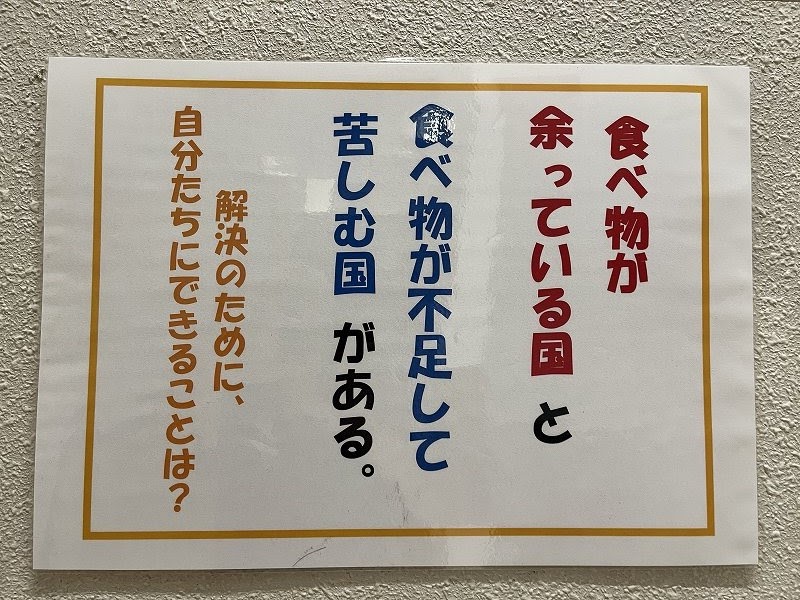 食べ物が
余っている国 と
食べ物が不足して
苦しむ国 がある。
解決のために、
自分たちにできることは？